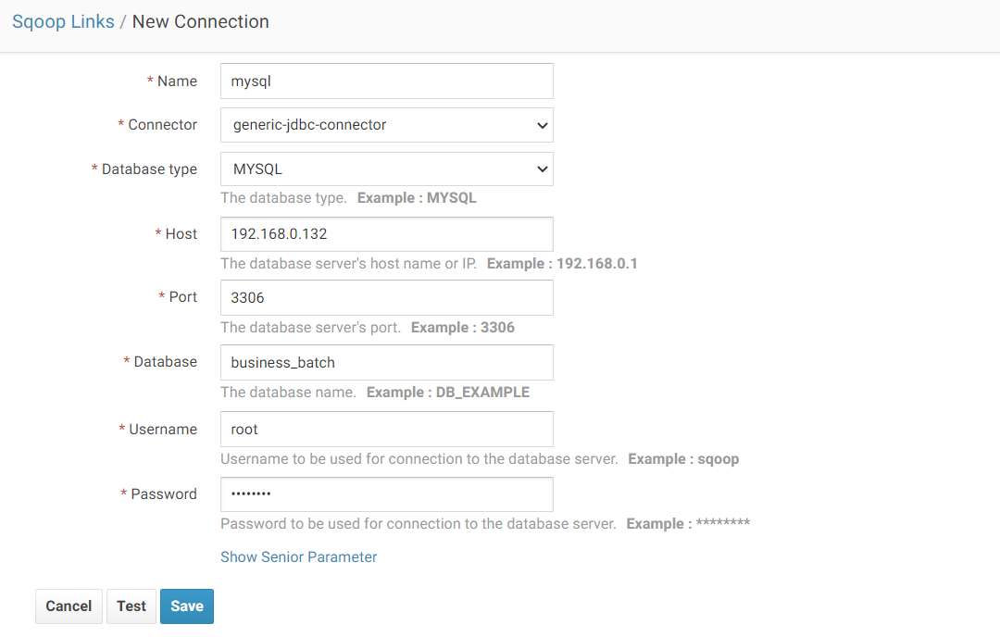 Sqoop Links / New Connection
* Name mysql
* Connector generic-jdbc-connector
* Database type MYSQL
The database type. Example : MYSQL
* Host 192.168.0.132
The database server's host name or IP. Example : 192.168.0.1
* Port 3306
The database server's port. Example : 3306
* Database business_batch
The database name. Example : DB_EXAMPLE
* Username root
Username to be used for connection to the database server. Example : sqoop
* Password ••••••••
Password to be used for connection to the database server. Example : ********
Show Senior Parameter
Cancel Test Save